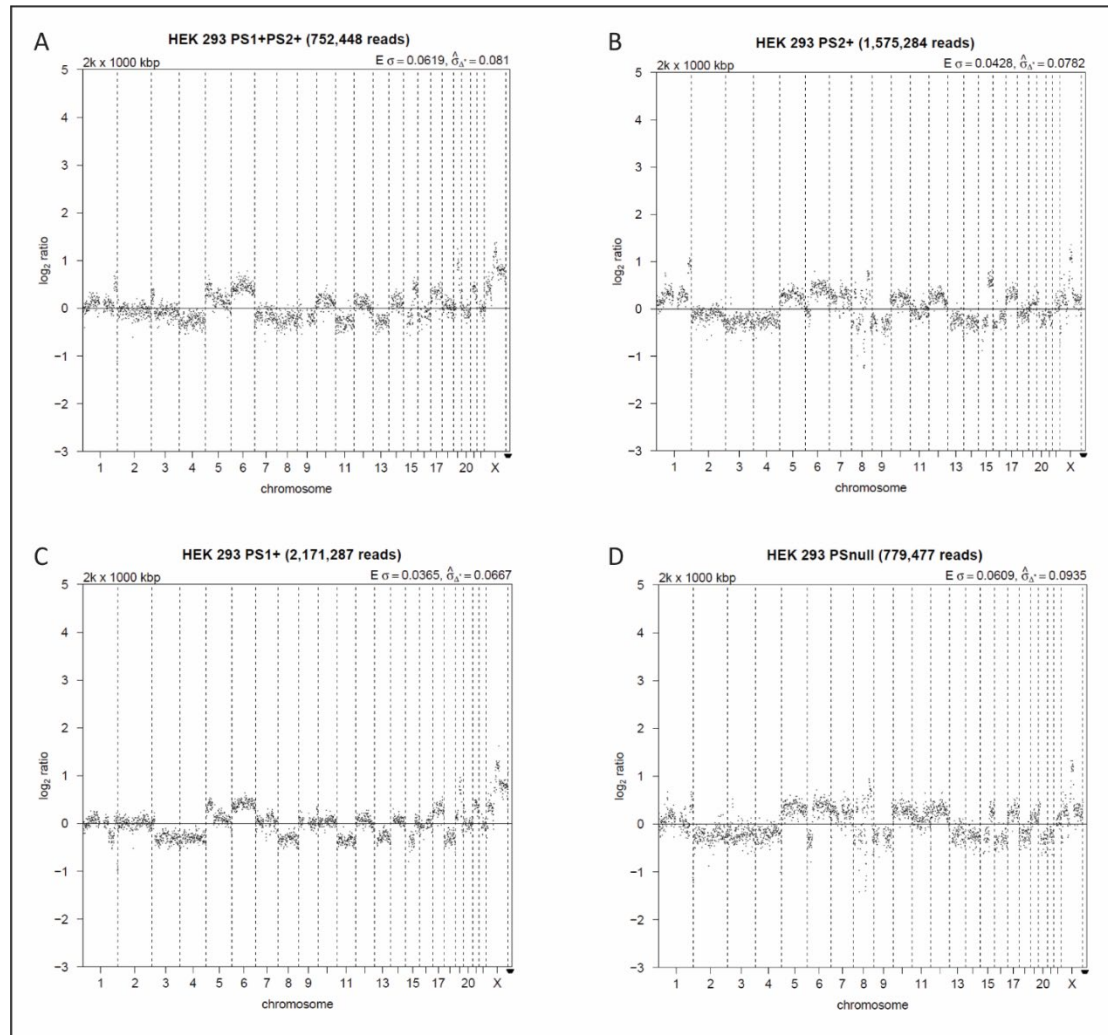 A
HEK 293 PS1+PS2+ (752,448 reads)
2k x 1000 kbp
E σ = 0.0619, σ̂Δ* = 0.081
5
4
3
2
1
0
−1
−2
−3
log2 ratio
1 2 3 4 5 6 7 8 9 11 13 15 17 20 X
chromosome
B
HEK 293 PS2+ (1,575,284 reads)
2k x 1000 kbp
E σ = 0.0428, σ̂Δ* = 0.0782
5
4
3
2
1
0
−1
−2
−3
log2 ratio
1 2 3 4 5 6 7 8 9 11 13 15 17 20 X
chromosome
C
HEK 293 PS1+ (2,171,287 reads)
2k x 1000 kbp
E σ = 0.0365, σ̂Δ* = 0.0667
5
4
3
2
1
0
−1
−2
−3
log2 ratio
1 2 3 4 5 6 7 8 9 11 13 15 17 20 X
chromosome
D
HEK 293 PSnull (779,477 reads)
2k x 1000 kbp
E σ = 0.0609, σ̂Δ* = 0.0935
5
4
3
2
1
0
−1
−2
−3
log2 ratio
1 2 3 4 5 6 7 8 9 11 13 15 17 20 X
chromosome